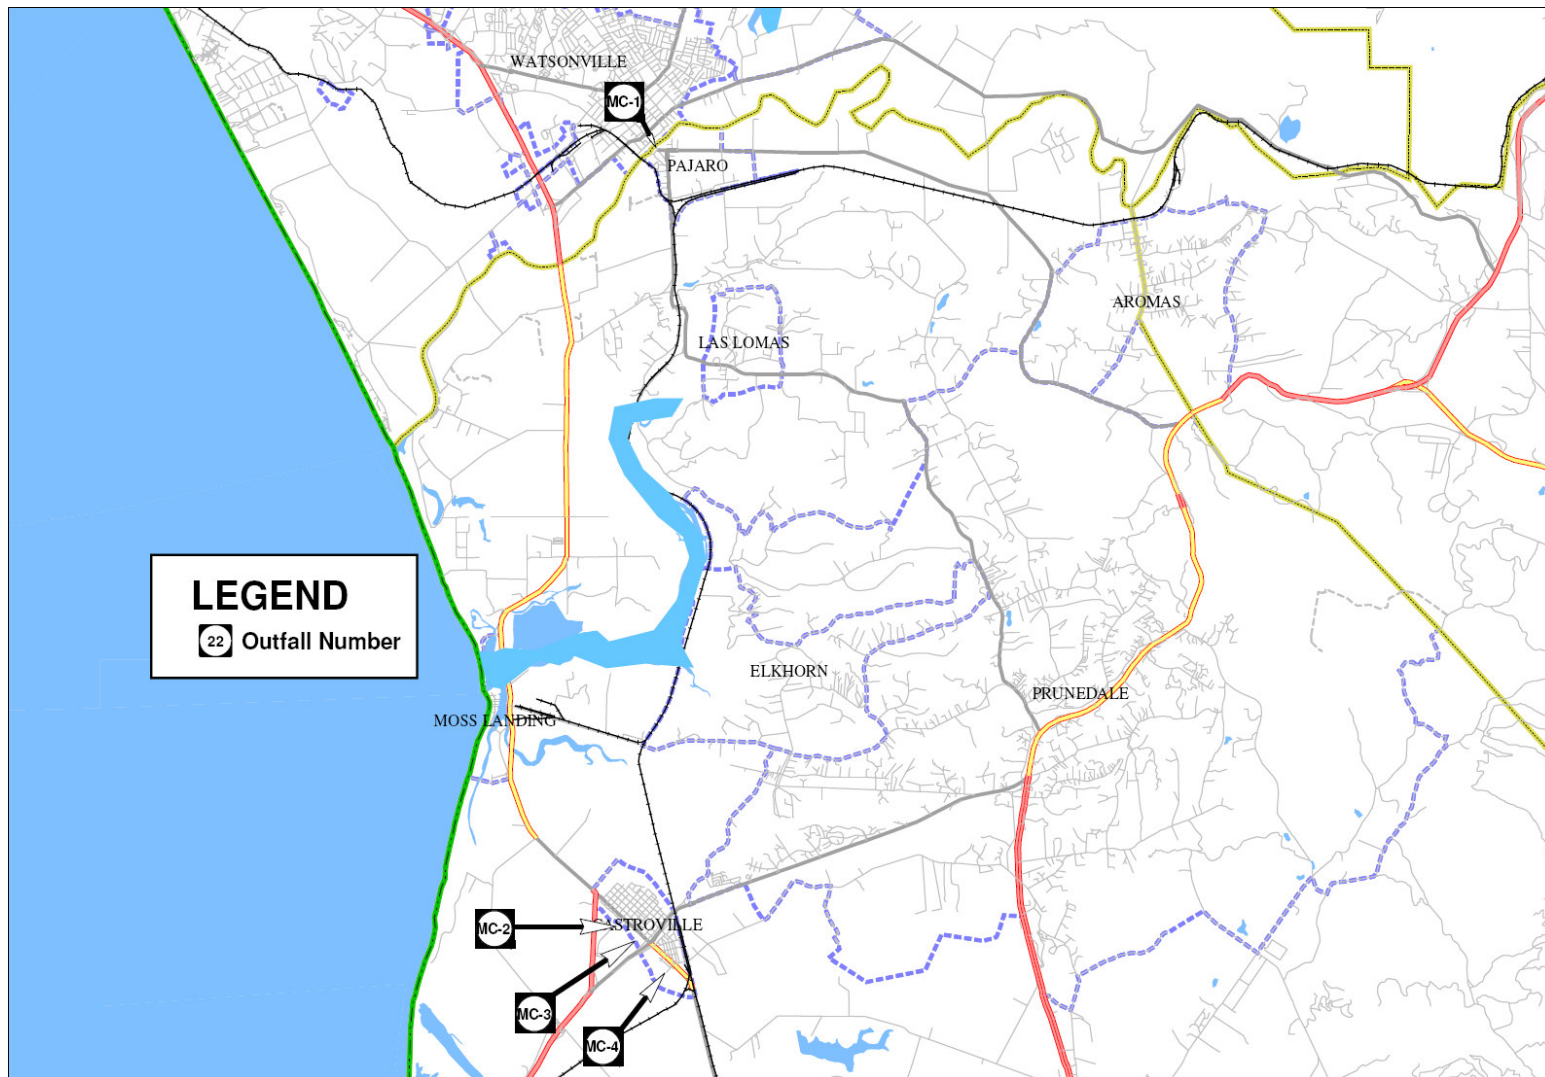 WATSONVILLE
MC-1
PAJARO
AROMAS
LAS LOMAS
LEGEND
22 Outfall Number
ELKHORN
PRUNEDALE
MOSS LANDING
MC-2
ASTROVILLE
MC-3
MC-4